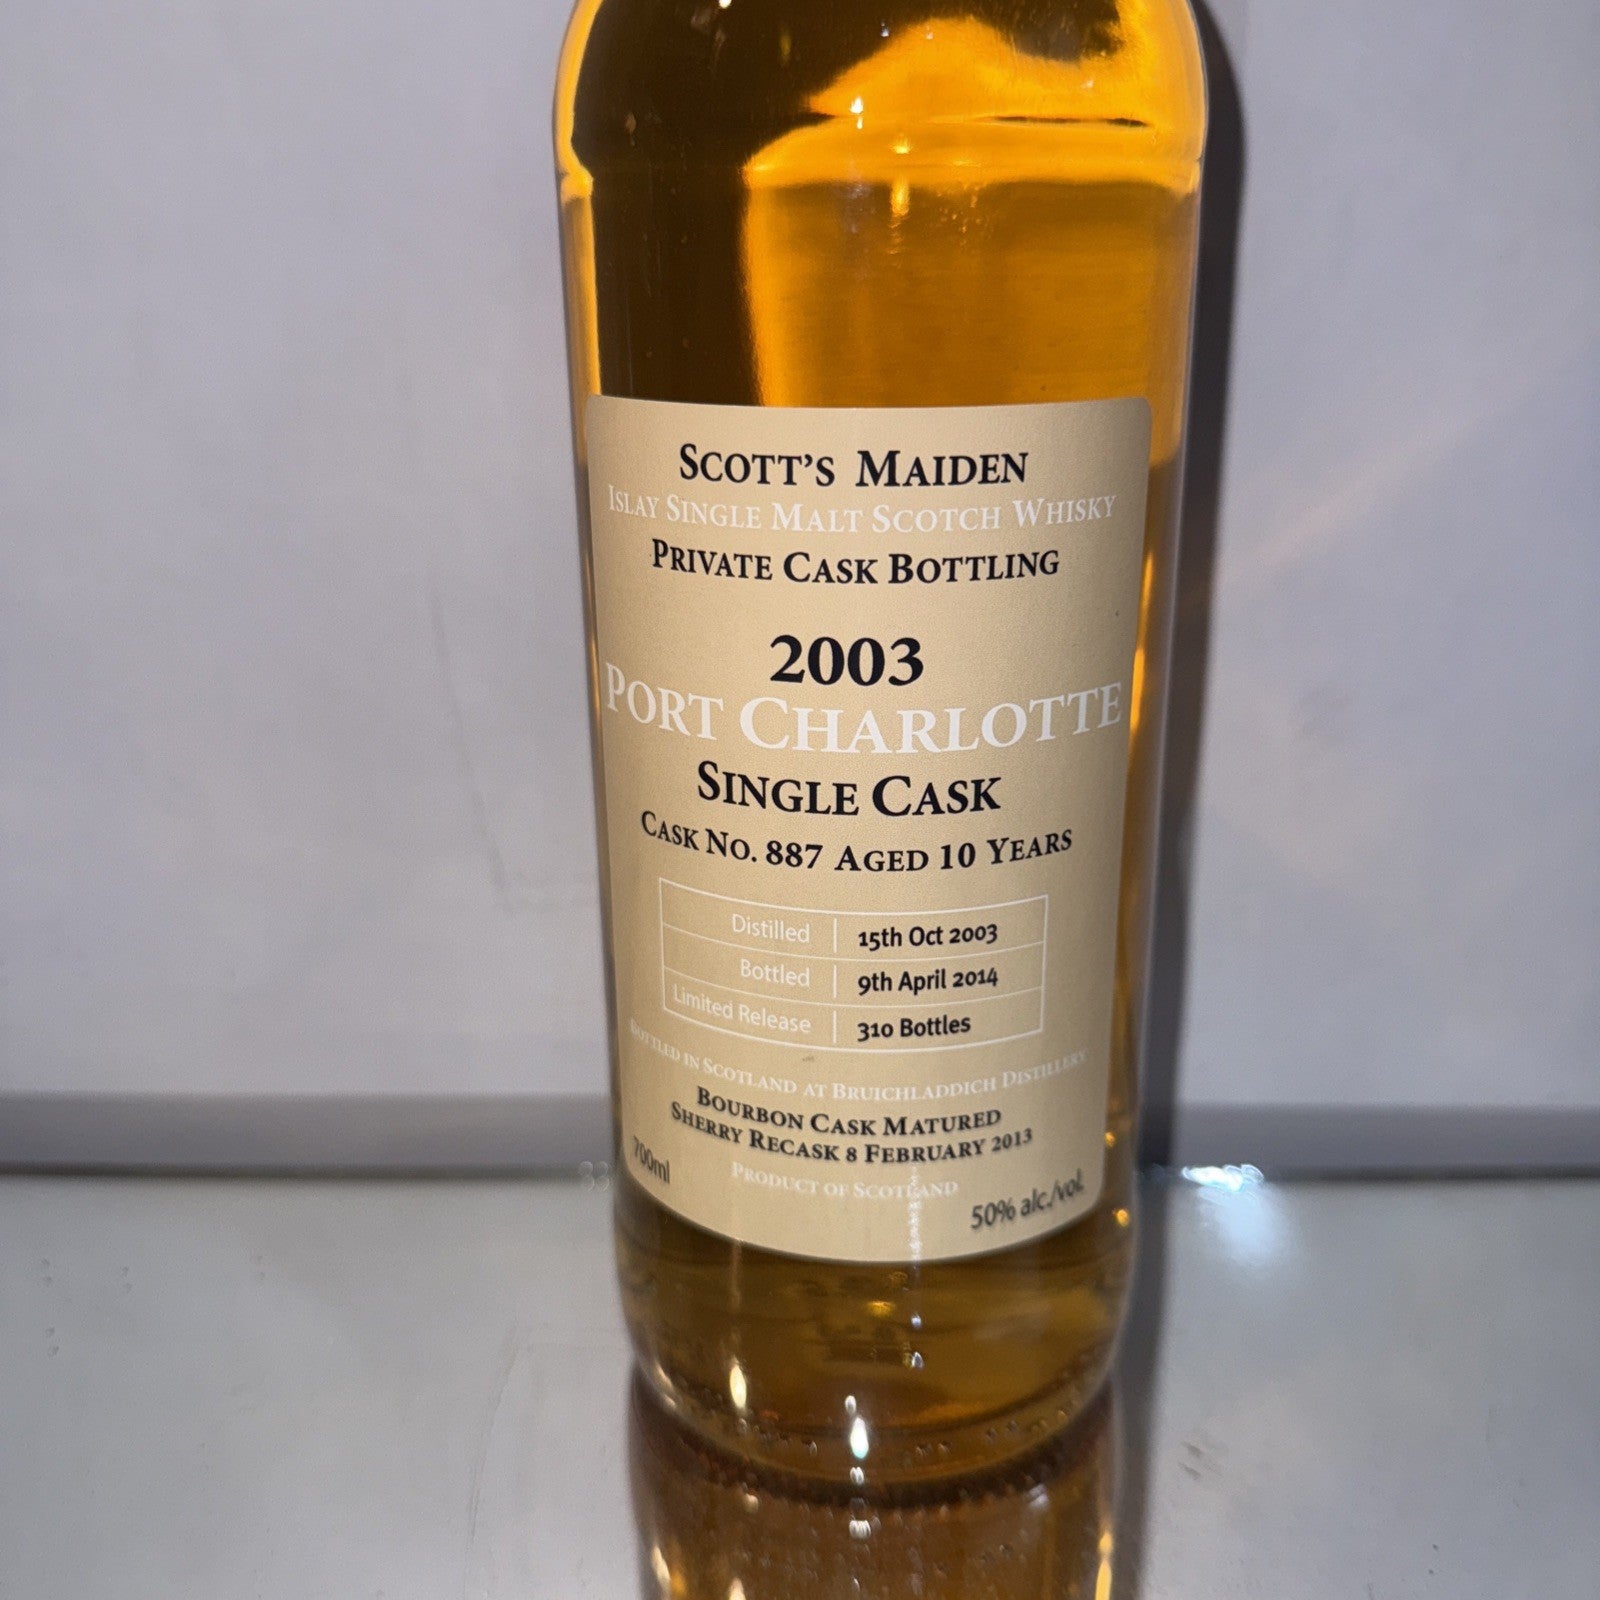 SCOTT'S MAIDEN
ISLAY SINGLE MALT SCOTCH WHISKY
PRIVATE CASK BOTTLING
2003
PORT CHARLOTTE
SINGLE CASK
CASK NO. 887 AGED 10 YEARS
Distilled 15th Oct 2003
Bottled 9th April 2014
Limited Release 310 Bottles
BOTTLED IN SCOTLAND AT BRUICHLADDICH DISTILLERY
BOURBON CASK MATURED
SHERRY RECASK 8 FEBRUARY 2013
PRODUCT OF SCOTLAND
700ml
50% alc./vol.